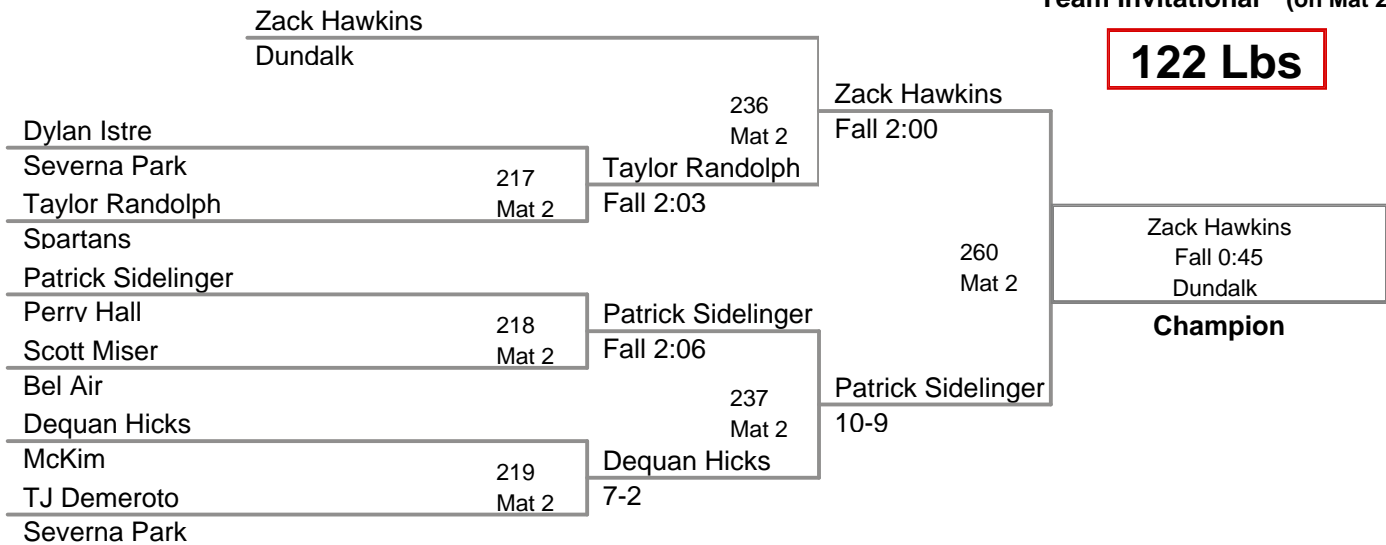 Team Invitational (on Mat 2
122 Lbs
Zack Hawkins
Dundalk
236
Mat 2
Zack Hawkins
Fall 2:00
Dylan Istre
Severna Park
217
Mat 2
Taylor Randolph
Fall 2:03
Taylor Randolph
Spartans
260
Mat 2
Zack Hawkins
Fall 0:45
Dundalk
Champion
Patrick Sidelinger
Perry Hall
218
Mat 2
Patrick Sidelinger
Fall 2:06
Scott Miser
Bel Air
237
Mat 2
Patrick Sidelinger
10-9
Dequan Hicks
McKim
219
Mat 2
Dequan Hicks
7-2
TJ Demeroto
Severna Park